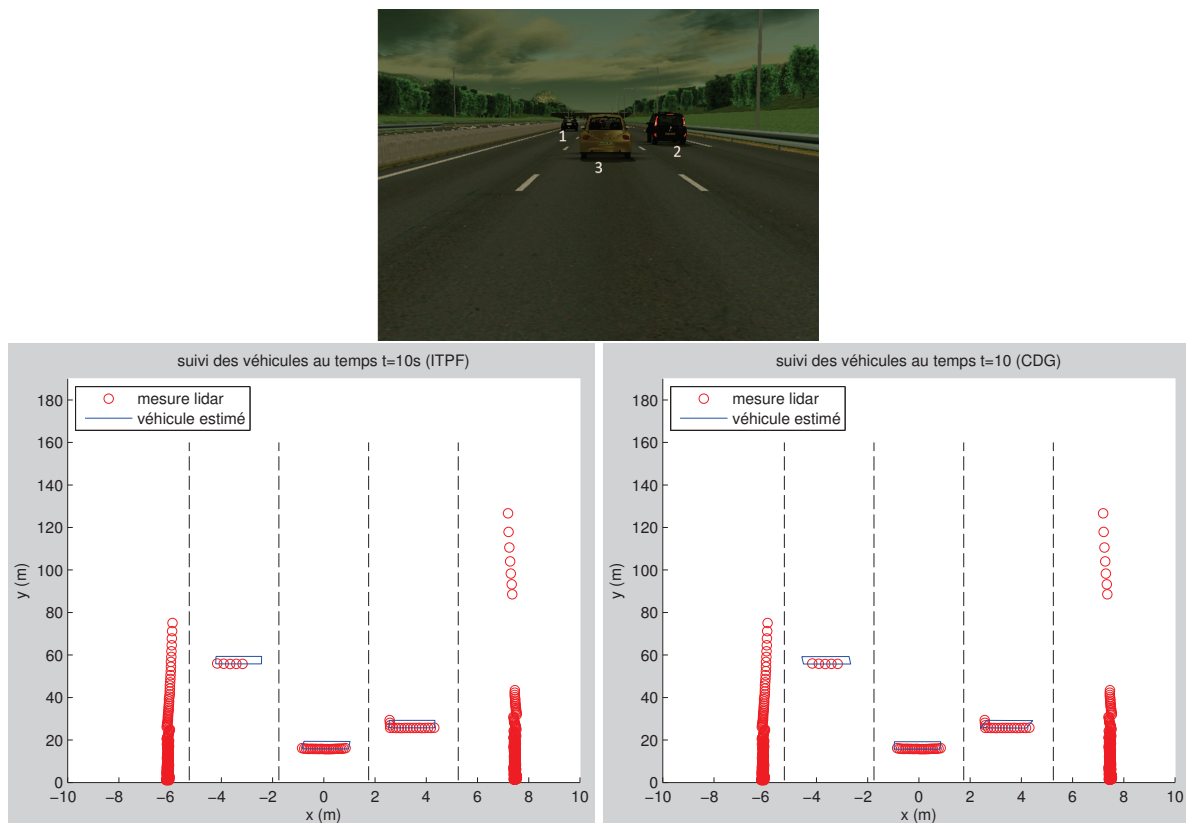 1
2
3
suivi des véhicules au temps t=10s (ITPF)
mesure lidar
véhicule estimé
y (m)
180
160
140
120
100
80
60
40
20
0
−10 −8 −6 −4 −2 0 2 4 6 8 10
x (m)
suivi des véhicules au temps t=10 (CDG)
mesure lidar
véhicule estimé
y (m)
180
160
140
120
100
80
60
40
20
0
−10 −8 −6 −4 −2 0 2 4 6 8 10
x (m)